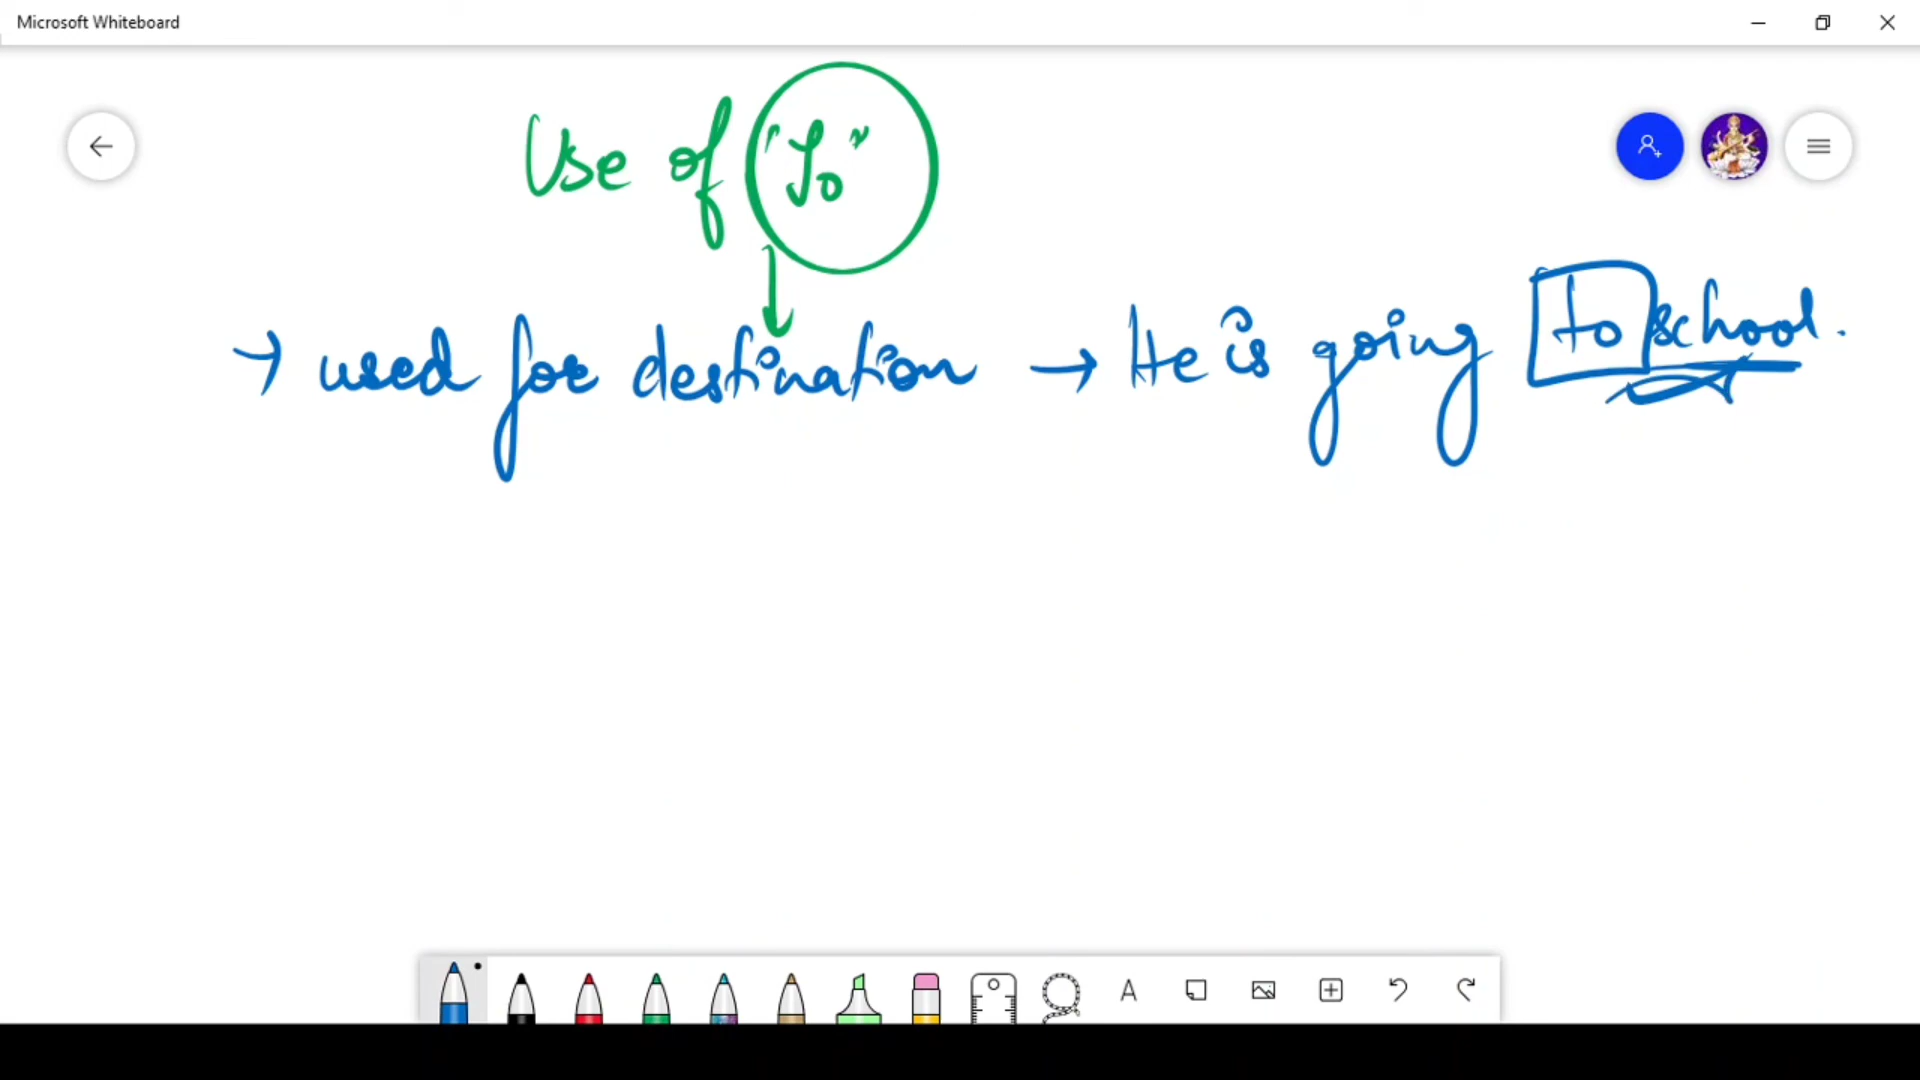 Microsoft Whiteboard
Use of "To"
→ used for destination → He is going to school.
A